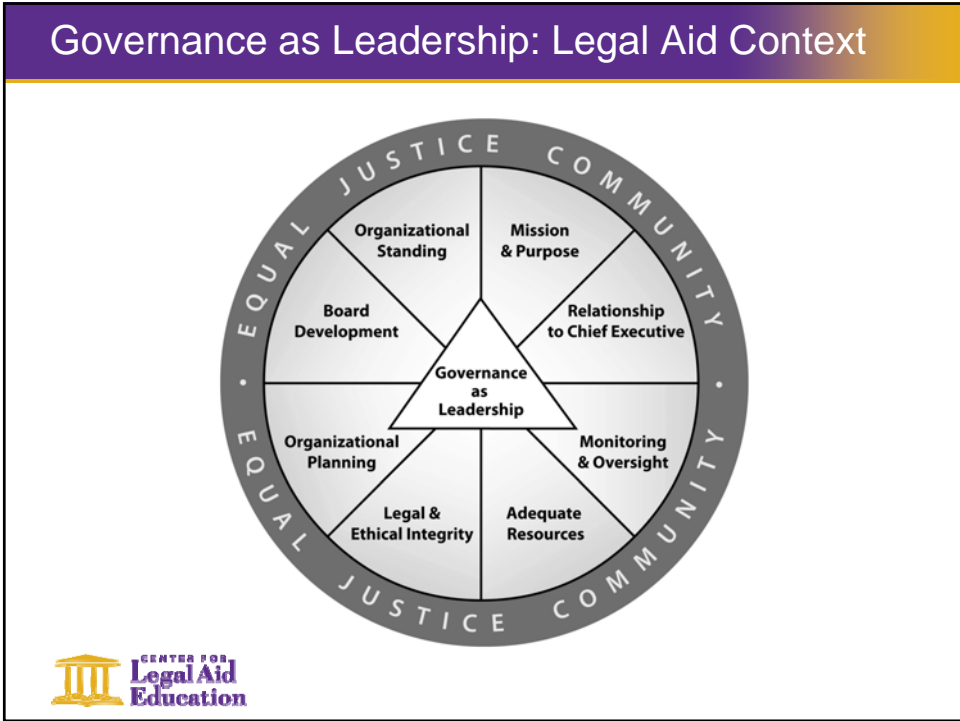 Governance as Leadership: Legal Aid Context
EQUAL JUSTICE COMMUNITY
Organizational
Standing
Mission
& Purpose
Board
Development
Relationship
to Chief Executive
Governance
as
Leadership
Organizational
Planning
Monitoring
& Oversight
Legal &
Ethical Integrity
Adequate
Resources
• EQUAL JUSTICE COMMUNITY •
CENTER FOR
Legal Aid
Education